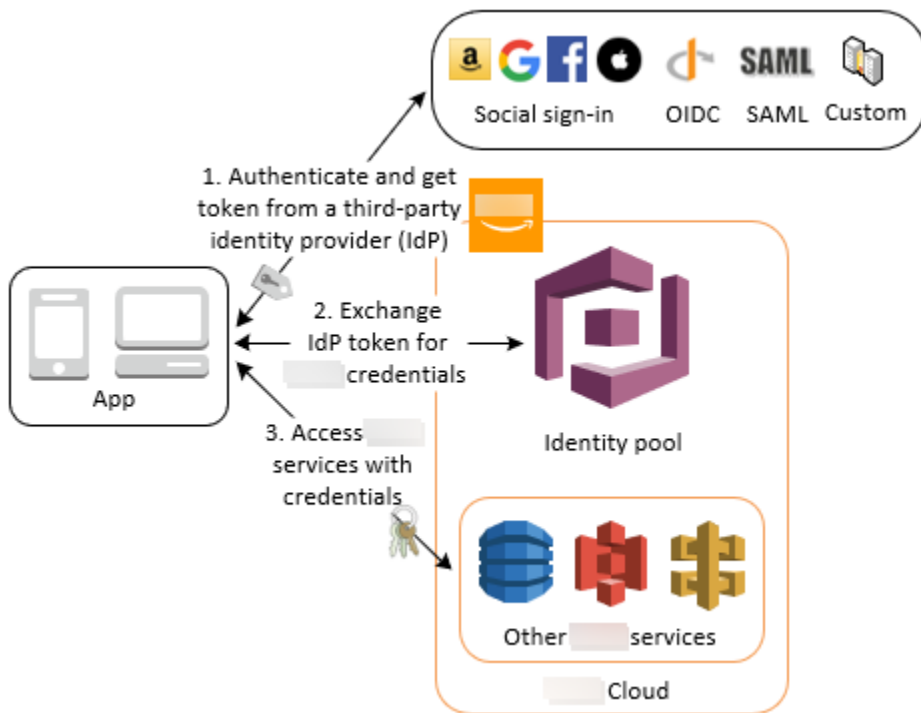 SAML
Social sign-in
OIDC
SAML
Custom
1. Authenticate and get
token from a third-party
identity provider (IdP)
2. Exchange
IdP token for
credentials
App
3. Access
services with
credentials
Identity pool
Other services
Cloud